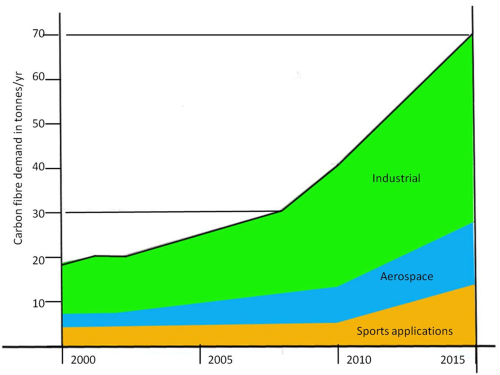 Carbon fibre demand in tonnes/yr
70
60
50
40
30
20
10
Industrial
Aerospace
Sports applications
2000 2005 2010 2015